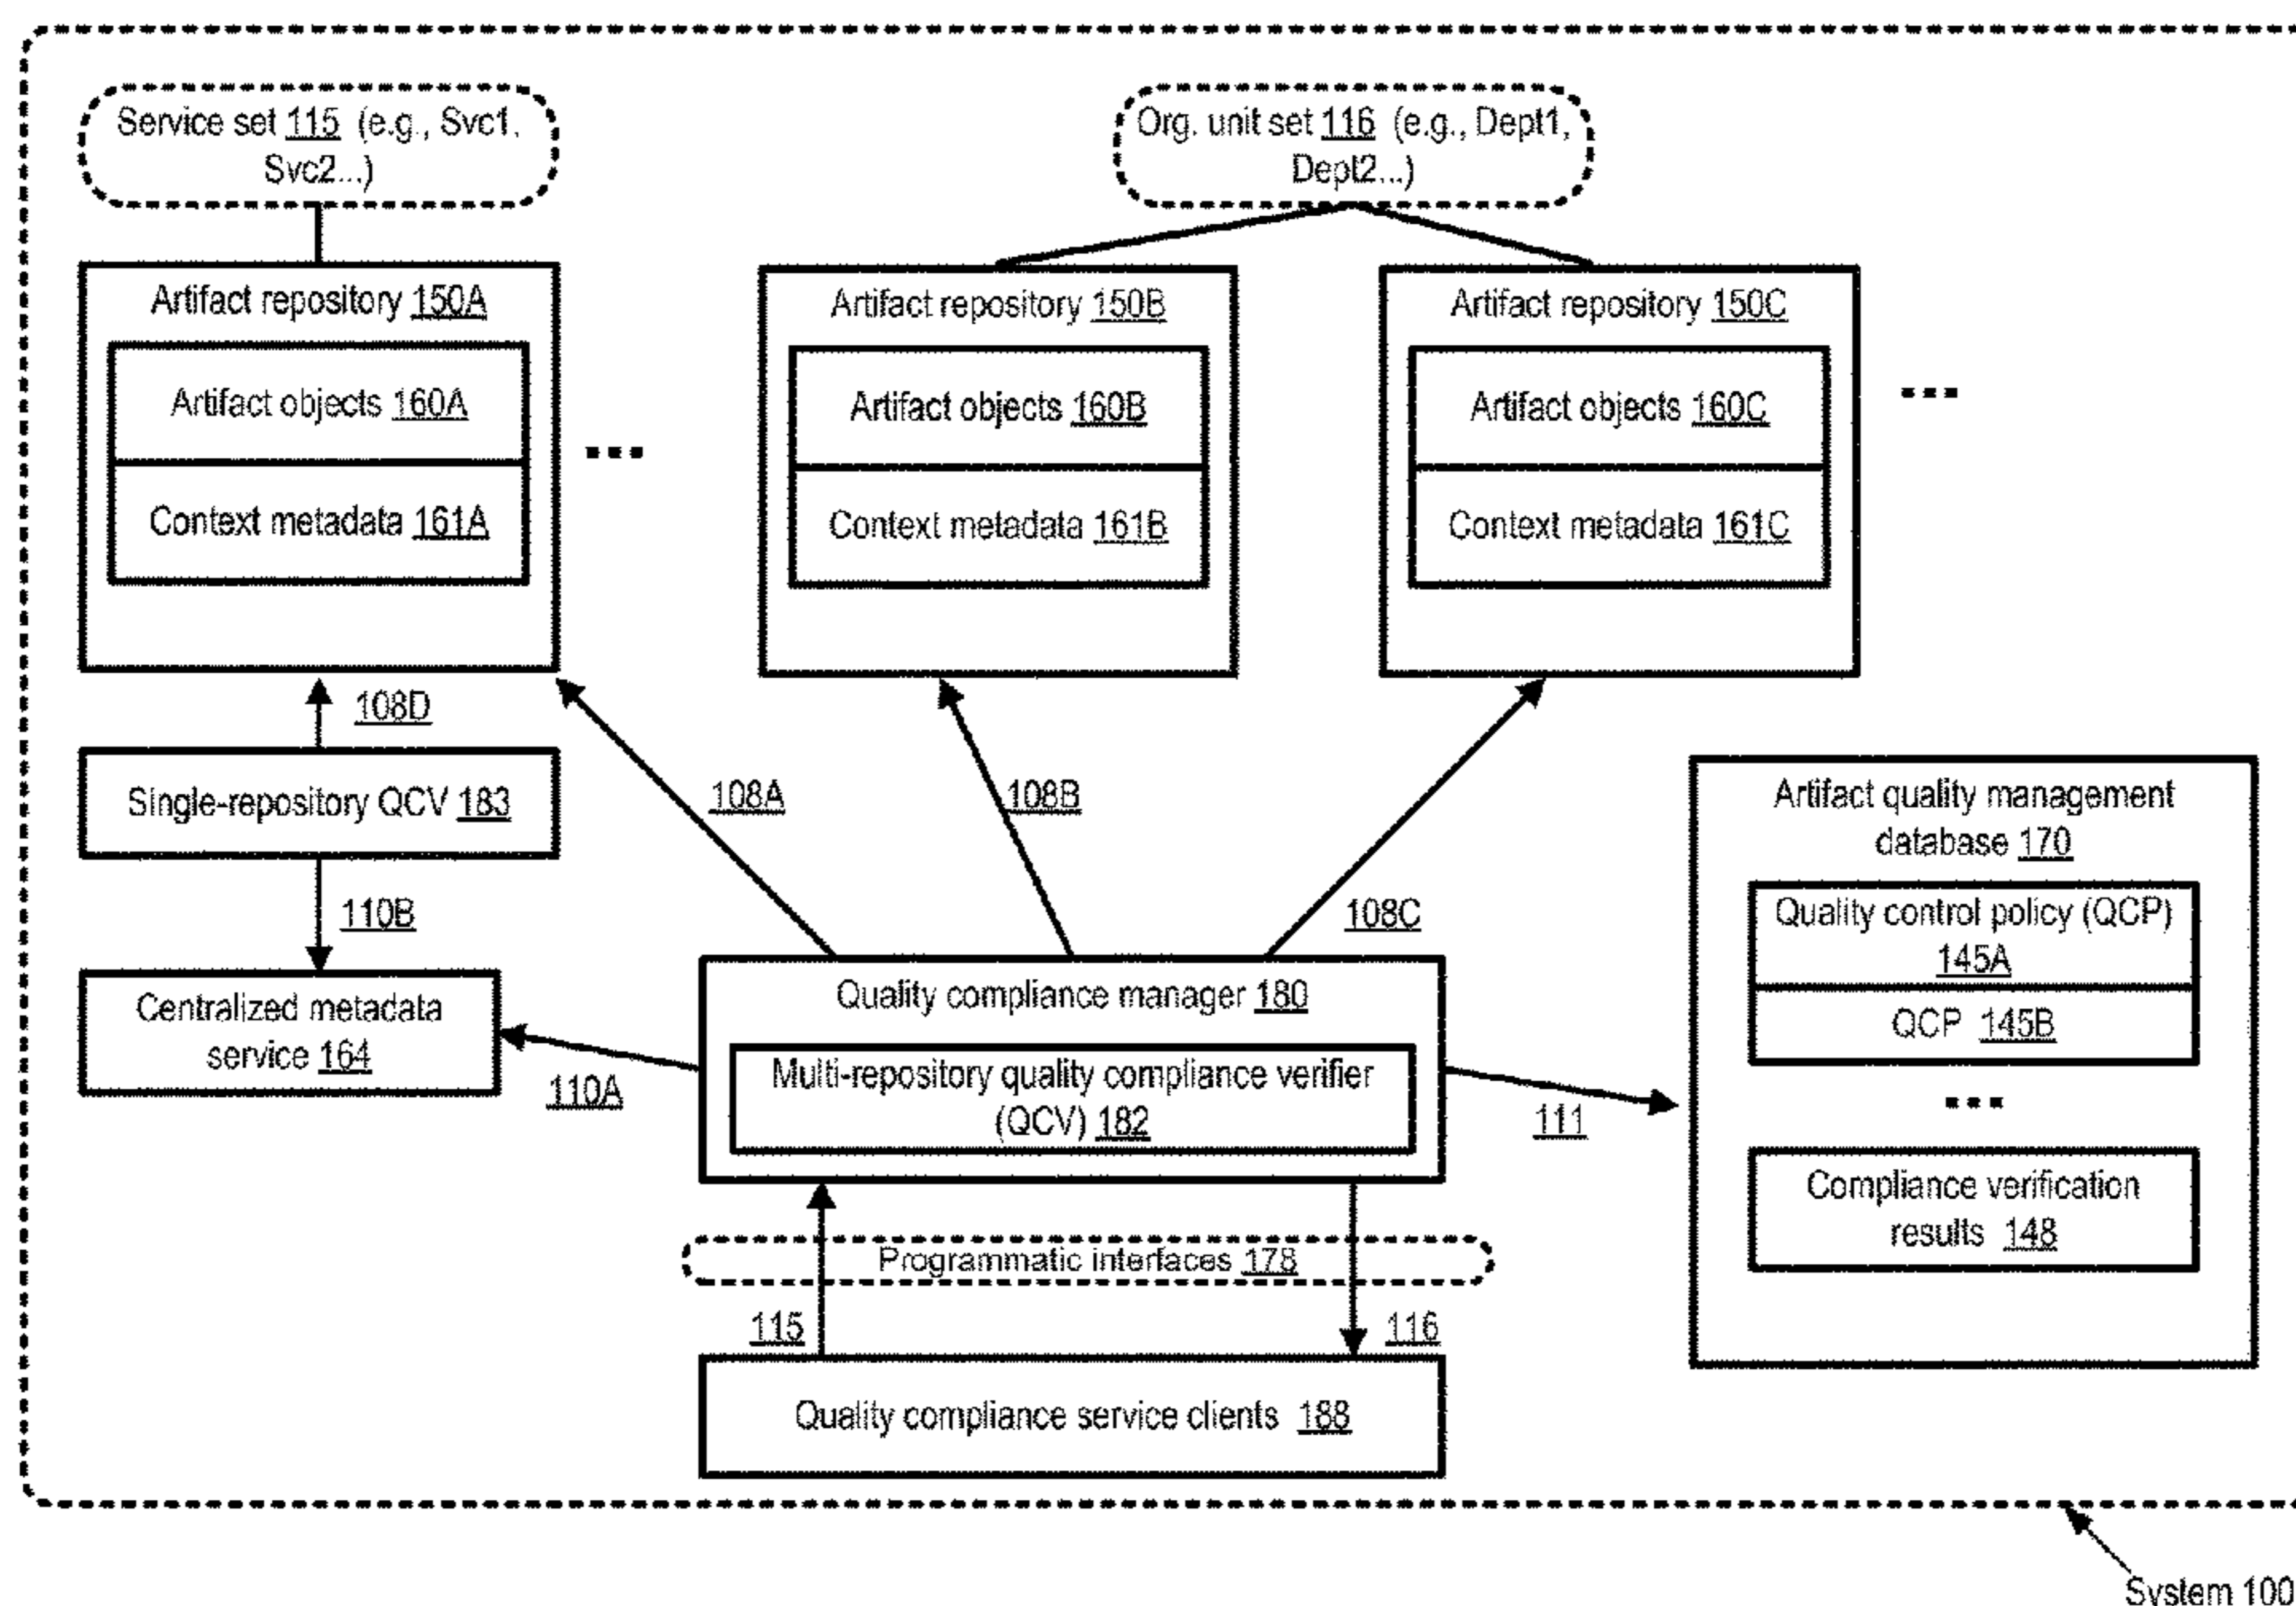 Service set 115 (e.g., Svc1,
Svc2...)
Org. unit set 116 (e.g., Dept1,
Dept2...)
Artifact repository 150A
Artifact objects 160A
Context metadata 161A
...
Artifact repository 150B
Artifact objects 160B
Context metadata 161B
Artifact repository 150C
Artifact objects 160C
Context metadata 161C
...
108D
Single-repository QCV 183
110B
Centralized metadata
service 164
108A
108B
108C
110A
Quality compliance manager 180
Multi-repository quality compliance verifier
(QCV) 182
111
Artifact quality management
database 170
Quality control policy (QCP)
145A
QCP 145B
...
Compliance verification
results 148
Programmatic interfaces 178
115
116
Quality compliance service clients 188
System 100